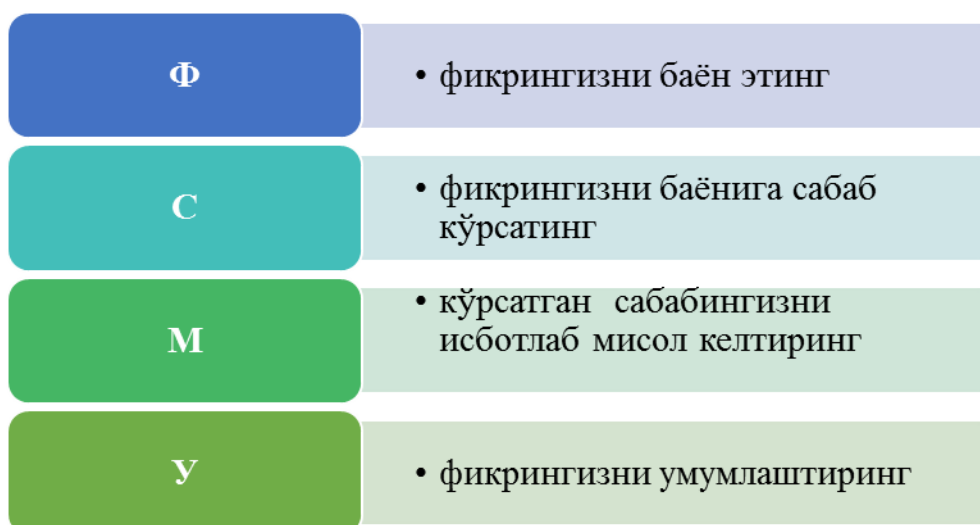 Ф
• фикрингизни баён этинг
С
• фикрингизни баёнига сабаб
кўрсатинг
М
• кўрсатган сабабингизни
исботлаб мисол келтиринг
У
• фикрингизни умумлаштиринг